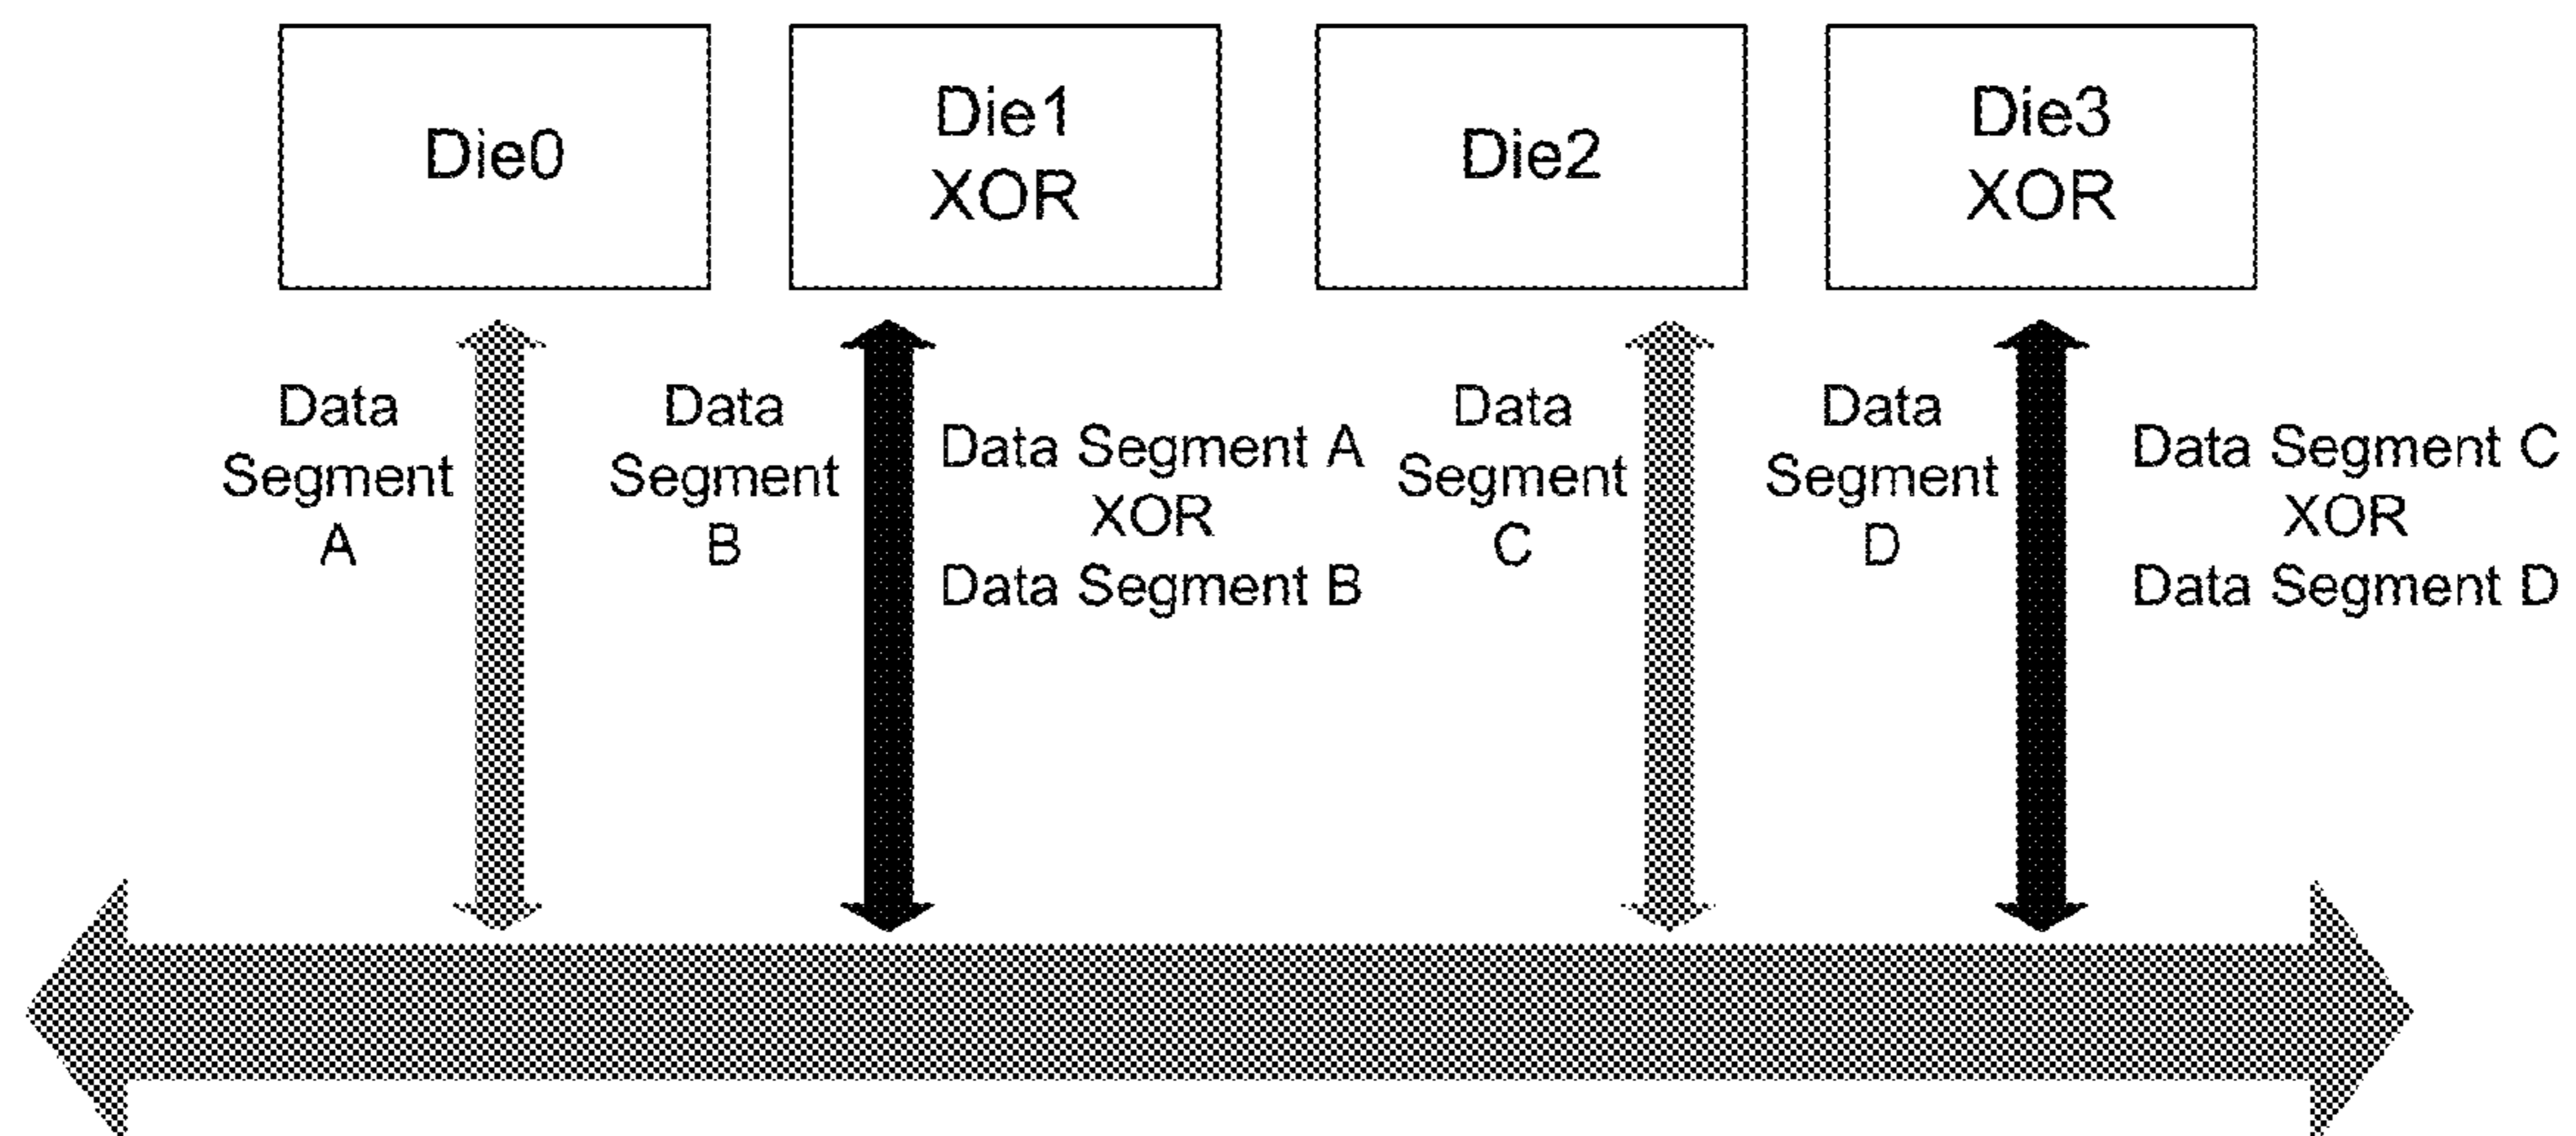 Die0
Die1
XOR
Die2
Die3
XOR
Data
Segment
A
Data
Segment
B
Data Segment A
XOR
Data Segment B
Data
Segment
C
Data
Segment
D
Data Segment C
XOR
Data Segment D